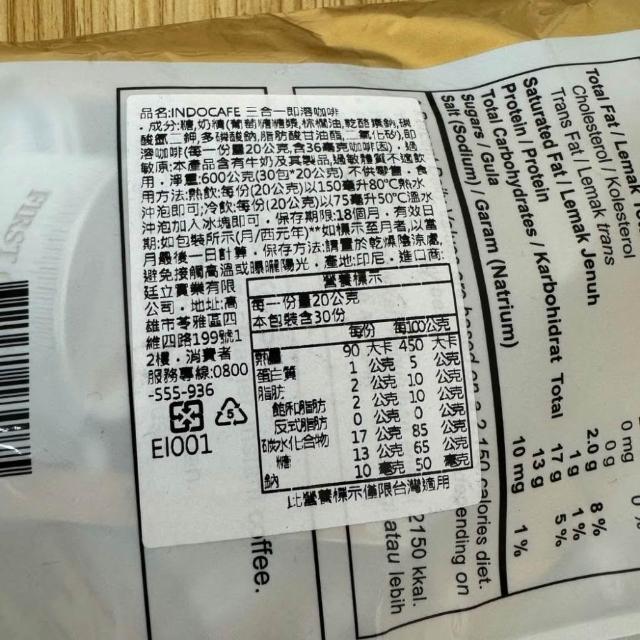 品名:INDOCAFE 三合一即溶咖啡
,成分:糖,奶精(葡萄糖糖漿,棕櫚油,乾酪素鈉,磷
酸氫二鉀,多磷酸鈉,脂肪酸甘油酯,二氧化矽),即
溶咖啡(每一份量20公克,含36毫克咖啡因),過
敏原:本產品含有牛奶及其製品,過敏體質不適飲
用,淨重:600公克(30包*20公克) 不供零售,食
用方法:熱飲:每份(20公克)以150毫升80°C熱水
沖泡即可;冷飲:每份(20公克)以75毫升50°C溫水
沖泡加入冰塊即可,保存期限:18個月,有效日
期:如包裝所示(月/西元年)**如標示至月者,以當
月最後一日計算,保存方法:請置於乾燥陰涼處,
避免接觸高溫或曝曬陽光,產地:印尼,進口商:
廷立實業有限
公司,地址:高
雄市苓雅區四
維四路199號1
2樓,消費者
服務專線:0800
-555-936
5
EI001
營養標示
每一份量20公克
本包裝含30份
每份 每100公克
熱量 90 大卡 450 大卡
蛋白質 1 公克 5 公克
脂肪 2 公克 10 公克
飽和脂肪 2 公克 10 公克
反式脂肪 0 公克 0 公克
碳水化合物 17 公克 85 公克
糖 13 公克 65 公克
鈉 10 毫克 50 毫克
此營養標示僅限台灣適用
Total Fat / Lemak
Cholesterol / Kolesterol
Trans Fat / Lemak trans
Saturated Fat / Lemak Jenuh 2.0 g 8 %
Protein / Protein 1 g 1 %
Total Carbohydrates / Karbohidrat Total 17 g 5 %
Sugars / Gula 13 g
Salt (Sodium) / Garam (Natrium) 10 mg 1 %
0 g
0 mg 0 %
based on a 2,150 calories diet.
ending on
2150 kkal.
atau lebih
ffee.
FIRST